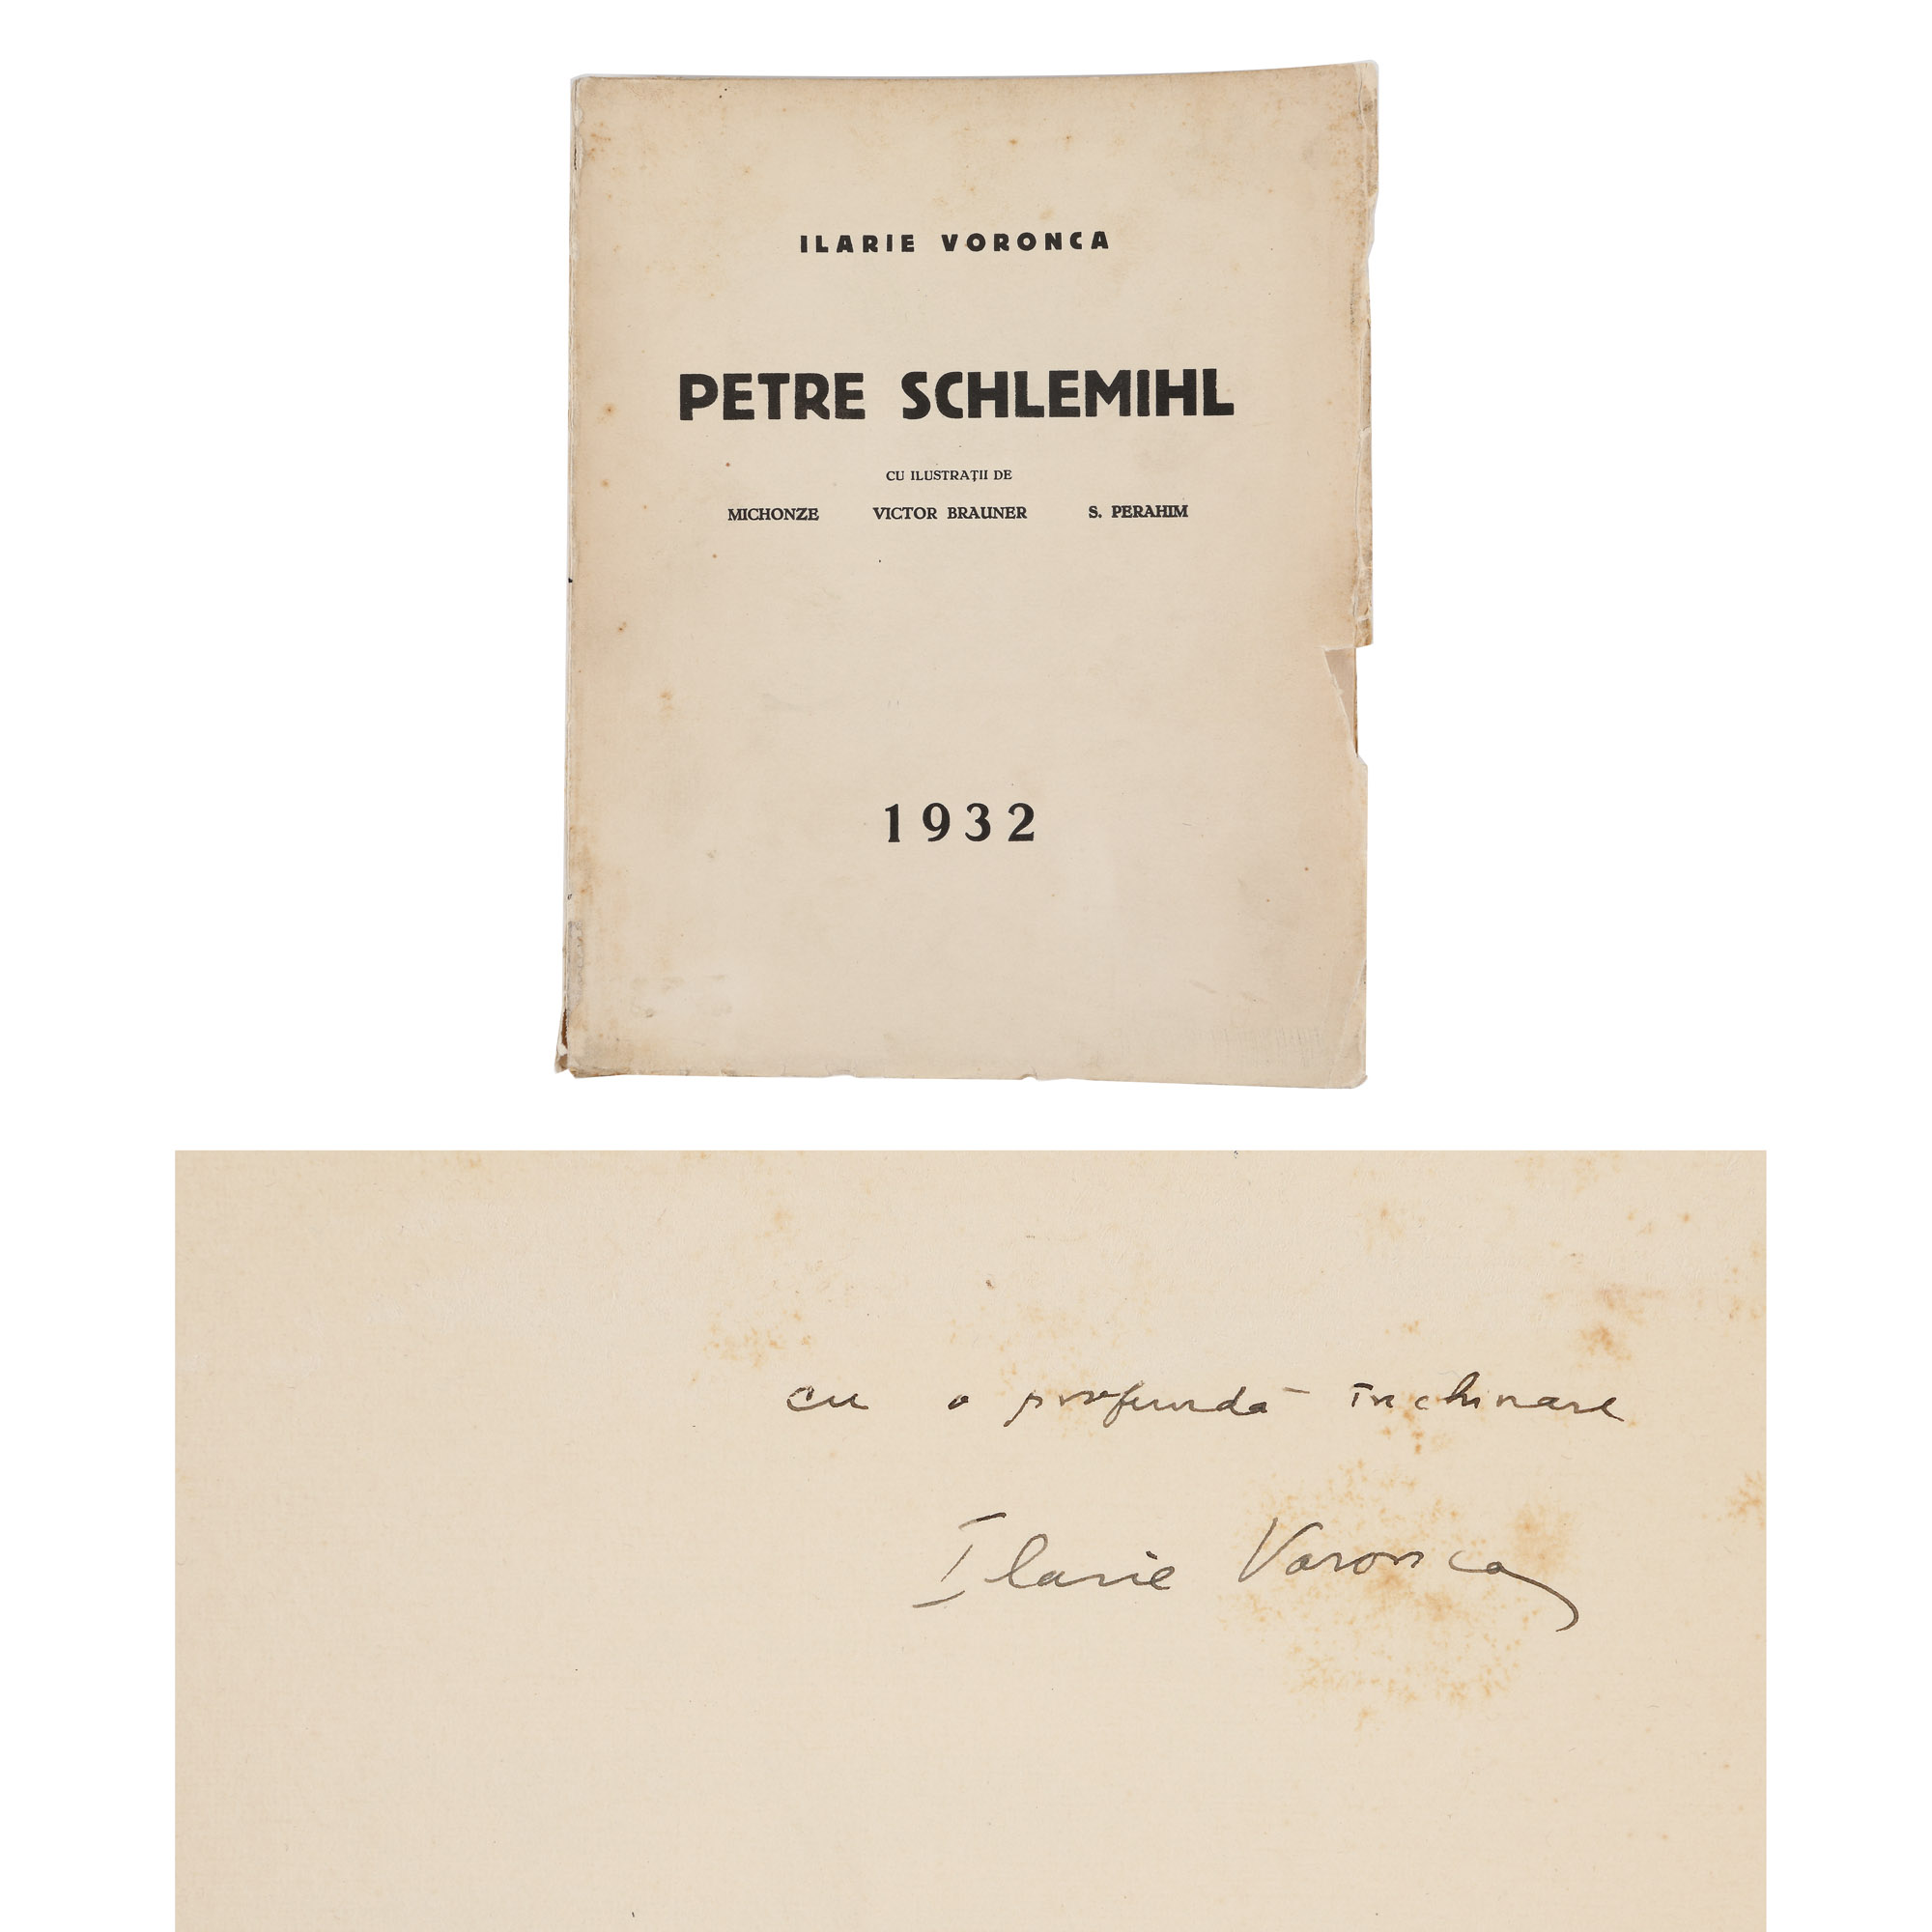 ILARIE VORONCA
PETRE SCHLEMIHL
CU ILUSTRAȚII DE
MICHONZE VICTOR BRAUNER S. PERAHIM
1932
cu o profundă închinare
Ilarie Voronca